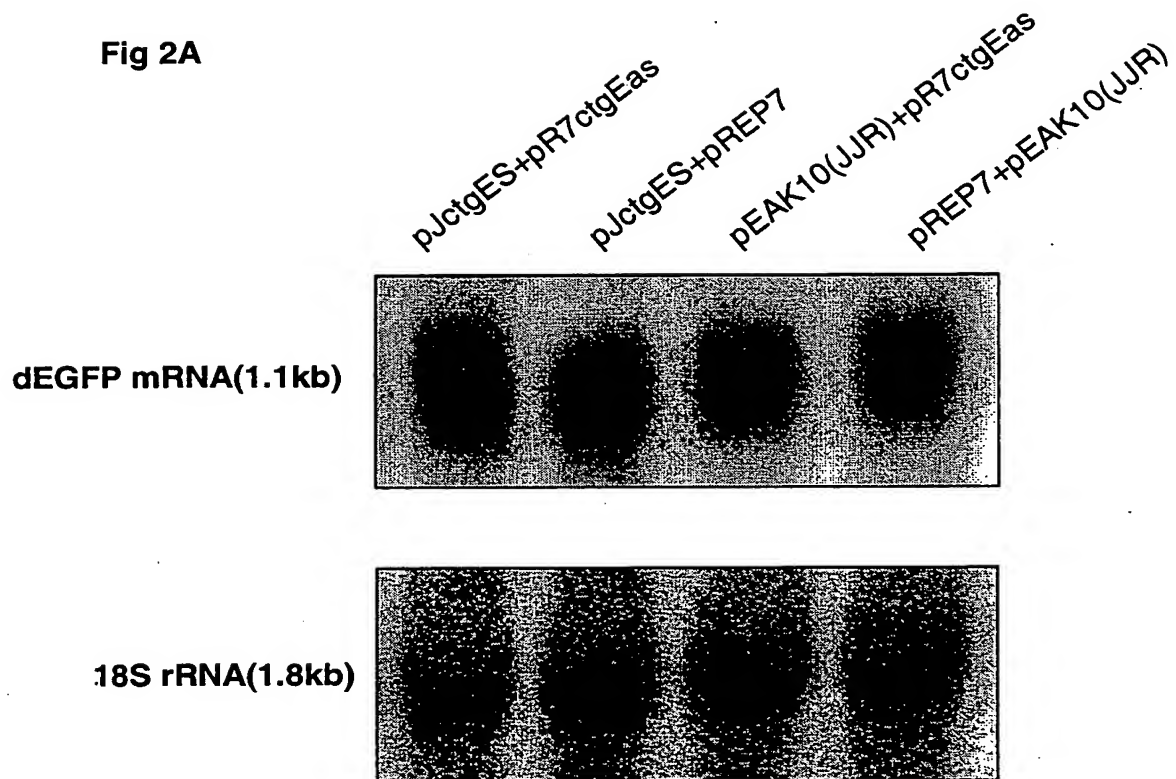 Fig 2A
pJctgES+pR7ctgEas
pJctgES+pREP7
pEAK10(JJR)+pR7ctgEas
pREP7+pEAK10(JJR)
dEGFP mRNA(1.1kb)
18S rRNA(1.8kb)